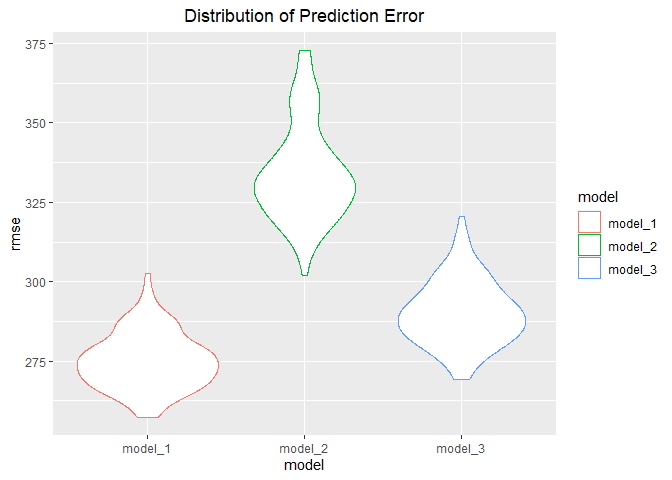 Distribution of Prediction Error
375
350
325
300
275
rmse
model_1
model_2
model_3
model
model
model_1
model_2
model_3